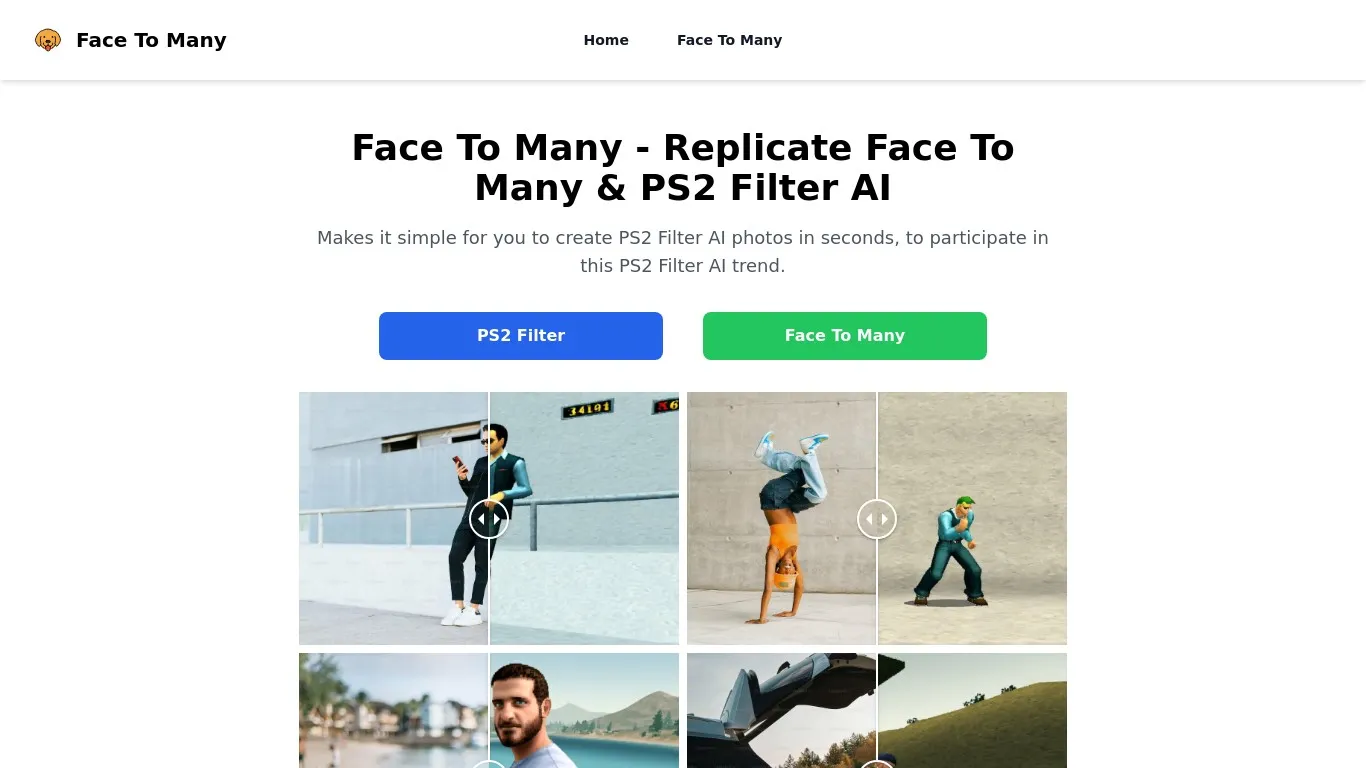 Face To Many
Home
Face To Many
Face To Many - Replicate Face To
Many & PS2 Filter AI
Makes it simple for you to create PS2 Filter AI photos in seconds, to participate in
this PS2 Filter AI trend.
PS2 Filter
Face To Many